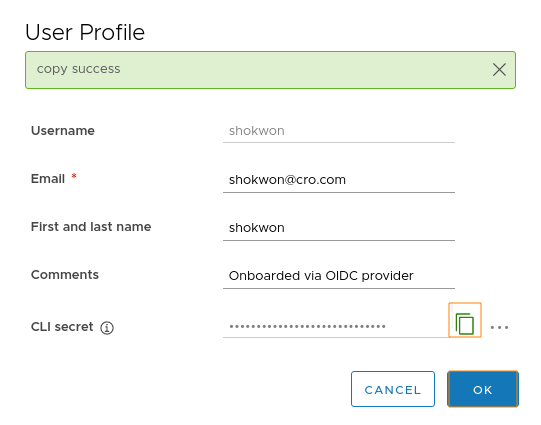 User Profile
copy success
Username shokwon
Email * shokwon@cro.com
First and last name shokwon
Comments Onboarded via OIDC provider
CLI secret ••••••••••••••••••••••••••••
CANCEL OK